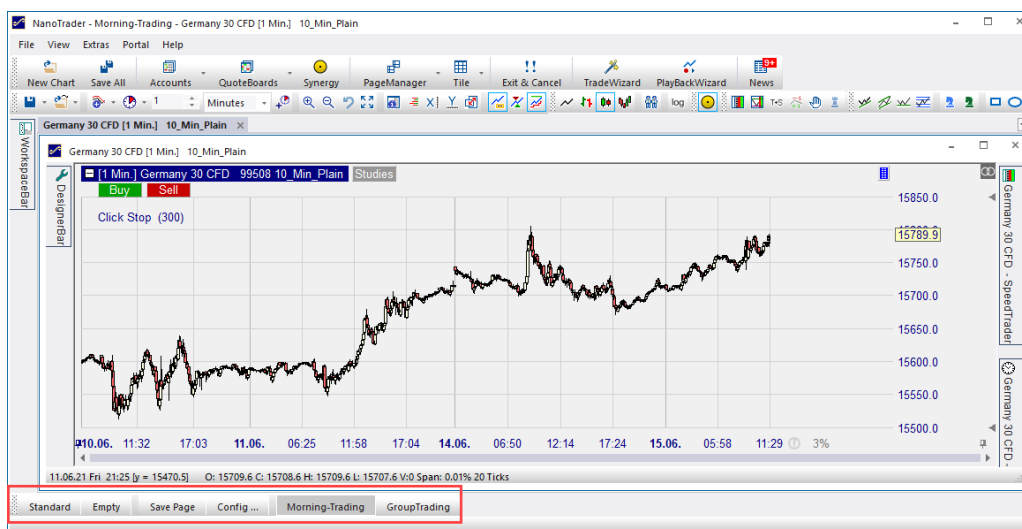 NanoTrader - Morning-Trading - Germany 30 CFD [1 Min.]   10_Min_Plain
File View Extras Portal Help
New Chart Save All Accounts QuoteBoards Synergy PageManager Tile Exit & Cancel TradeWizard PlayBackWizard News
9+
1 Minutes log T+S
Germany 30 CFD [1 Min.]   10_Min_Plain
WorkspaceBar
Germany 30 CFD [1 Min.]   10_Min_Plain
DesignerBar
[1 Min.] Germany 30 CFD   99508 10_Min_Plain Studies
Buy Sell
Click Stop (300)
15850.0
15789.9
15750.0
15700.0
15650.0
15600.0
15550.0
15500.0
Germany 30 CFD - SpeedTrader
Germany 30 CFD -
10.06. 11:32 17:03 11.06. 06:25 11:58 17:04 14.06. 06:50 12:14 17:24 15.06. 05:58 11:29 3%
11.06.21 Fri 21:25 [y = 15470.5] O: 15709.6 C: 15708.6 H: 15709.6 L: 15707.6 V:0 Span: 0.01% 20 Ticks
Standard Empty Save Page Config ... Morning-Trading GroupTrading